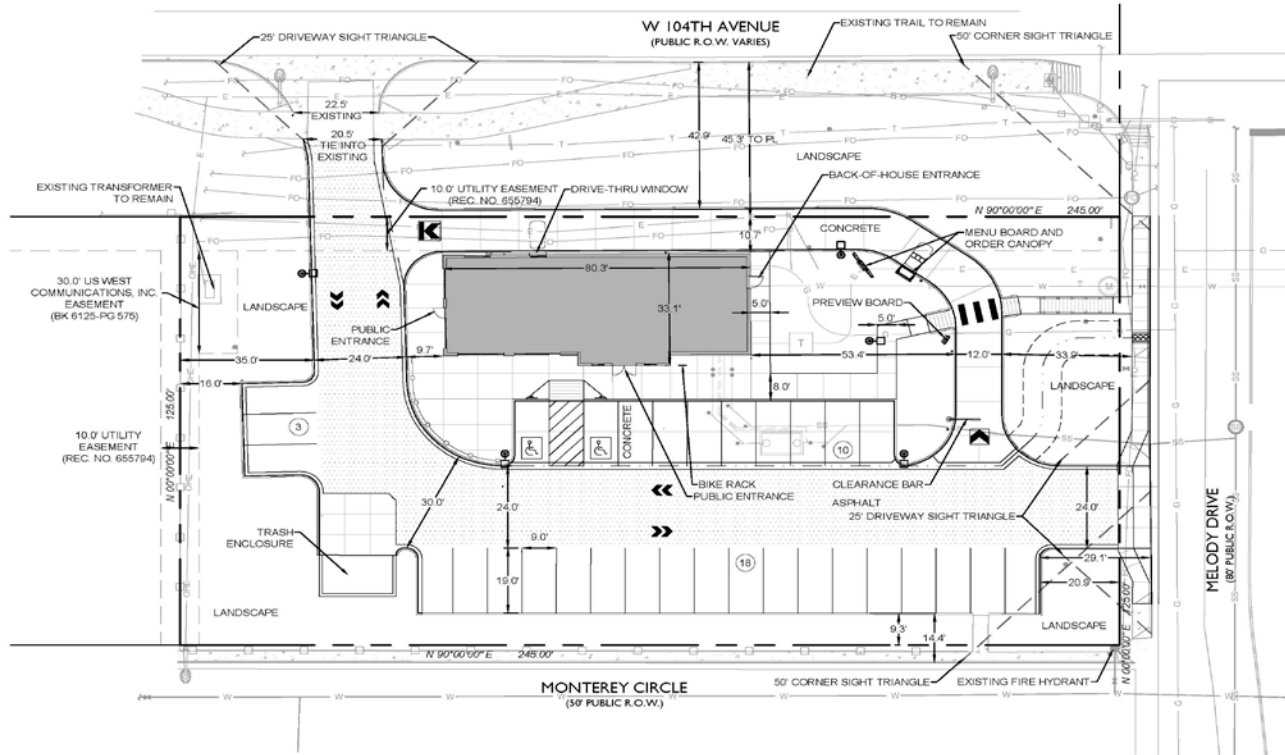 W 104TH AVENUE
(PUBLIC R.O.W. VARIES)
EXISTING TRAIL TO REMAIN
50' CORNER SIGHT TRIANGLE
25' DRIVEWAY SIGHT TRIANGLE
22.5'
EXISTING
20.5'
TIE INTO
EXISTING
42.9'
45.3' TO PL
LANDSCAPE
EXISTING TRANSFORMER
TO REMAIN
10.0' UTILITY EASEMENT
(REC. NO. 655794)
DRIVE-THRU WINDOW
BACK-OF-HOUSE ENTRANCE
N 90°00'00" E 245.00'
CONCRETE
10.7'
MENU BOARD AND
ORDER CANOPY
30.0' US WEST
COMMUNICATIONS, INC.
EASEMENT
(BK 6125-PG 575)
LANDSCAPE
80.3'
33.1'
PUBLIC
ENTRANCE
5.0'
PREVIEW BOARD
5.0'
35.0'
24.0'
9.7'
53.4'
12.0'
33.9'
16.0'
8.0'
LANDSCAPE
N 00°00'00" E 125.00'
3
10.0' UTILITY
EASEMENT
(REC. NO. 655794)
CONCRETE
10
BIKE RACK
PUBLIC ENTRANCE
CLEARANCE BAR
ASPHALT
25' DRIVEWAY SIGHT TRIANGLE
30.0'
24.0'
24.0'
TRASH
ENCLOSURE
9.0'
19.0'
18
29.1'
20.9'
MELODY DRIVE
(80' PUBLIC R.O.W.)
LANDSCAPE
9.3'
14.4'
LANDSCAPE
N 00°00'00" E 125.00'
N 90°00'00" E 245.00'
MONTEREY CIRCLE
(50' PUBLIC R.O.W.)
50' CORNER SIGHT TRIANGLE
EXISTING FIRE HYDRANT